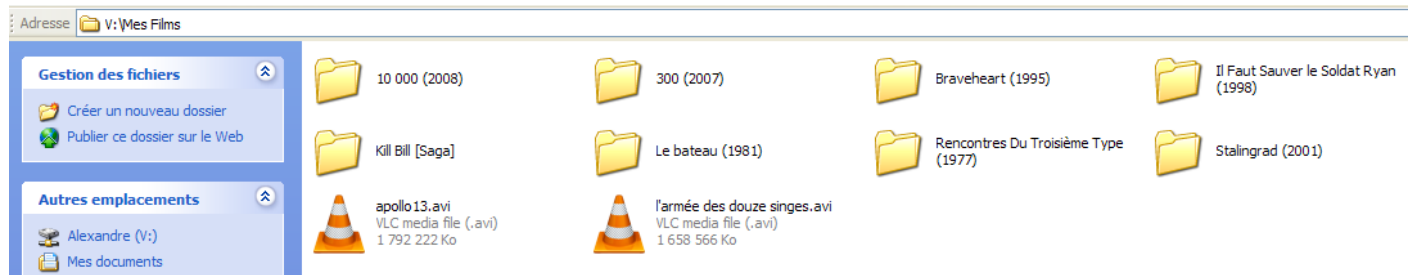 Adresse V:\Mes Films
Gestion des fichiers
Créer un nouveau dossier
Publier ce dossier sur le Web
Autres emplacements
Alexandre (V:)
Mes documents
10 000 (2008)
300 (2007)
Braveheart (1995)
Il Faut Sauver le Soldat Ryan
(1998)
Kill Bill [Saga]
Le bateau (1981)
Rencontres Du Troisième Type
(1977)
Stalingrad (2001)
apollo13.avi
VLC media file (.avi)
1 792 222 Ko
l'armée des douze singes.avi
VLC media file (.avi)
1 658 566 Ko